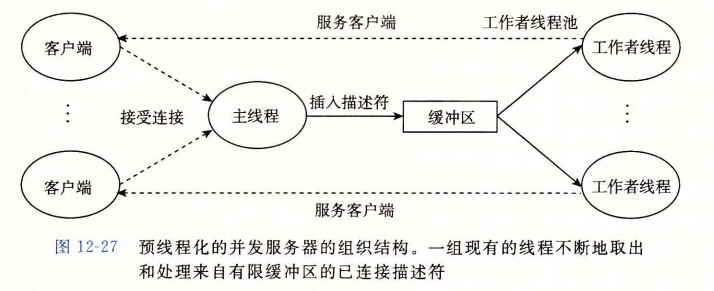 服务客户端
工作者线程池
客户端
工作者线程
接受连接
主线程
插入描述符
缓冲区
客户端
工作者线程
服务客户端
图 12-27 预线程化的并发服务器的组织结构。一组现有的线程不断地取出
和处理来自有限缓冲区的已连接描述符